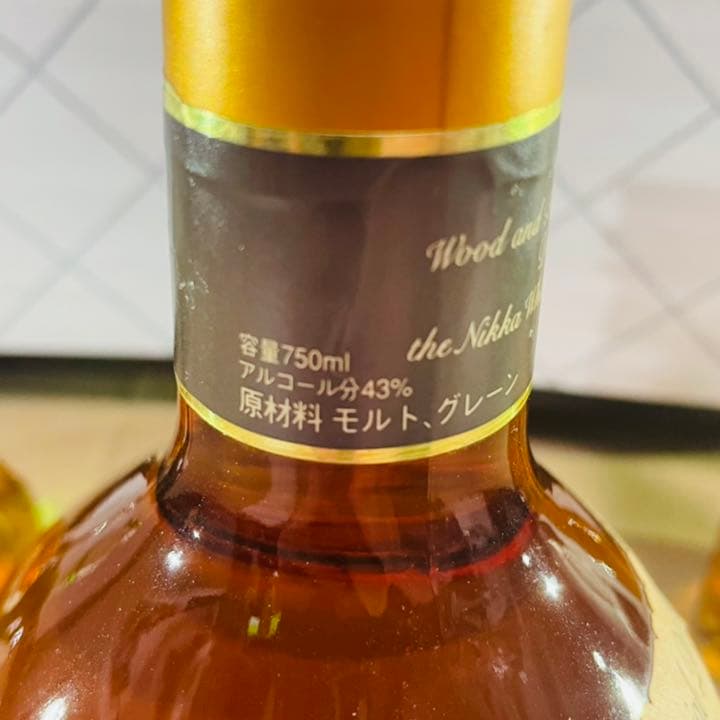 Wood and
the Nikka
容量750ml
アルコール分43%
原材料 モルト、グレーン